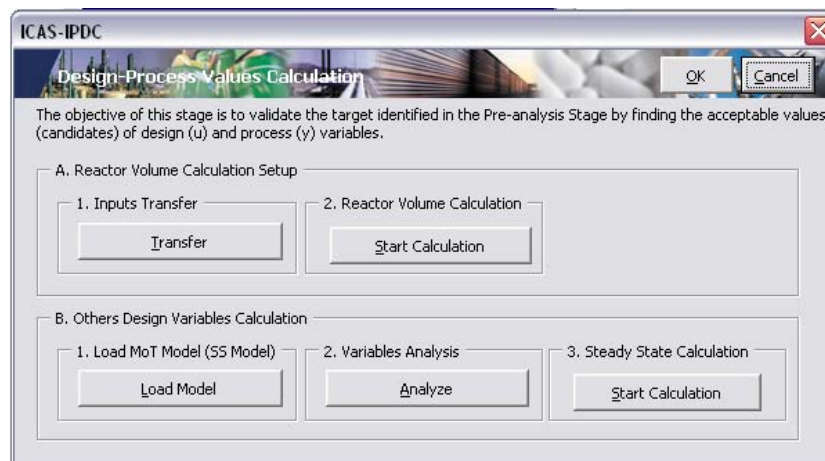 ICAS-IPDC
Design-Process Values Calculation
OK
Cancel
The objective of this stage is to validate the target identified in the Pre-analysis Stage by finding the acceptable values
(candidates) of design (u) and process (y) variables.
A. Reactor Volume Calculation Setup
1. Inputs Transfer
2. Reactor Volume Calculation
Transfer
Start Calculation
B. Others Design Variables Calculation
1. Load MoT Model (SS Model)
2. Variables Analysis
3. Steady State Calculation
Load Model
Analyze
Start Calculation